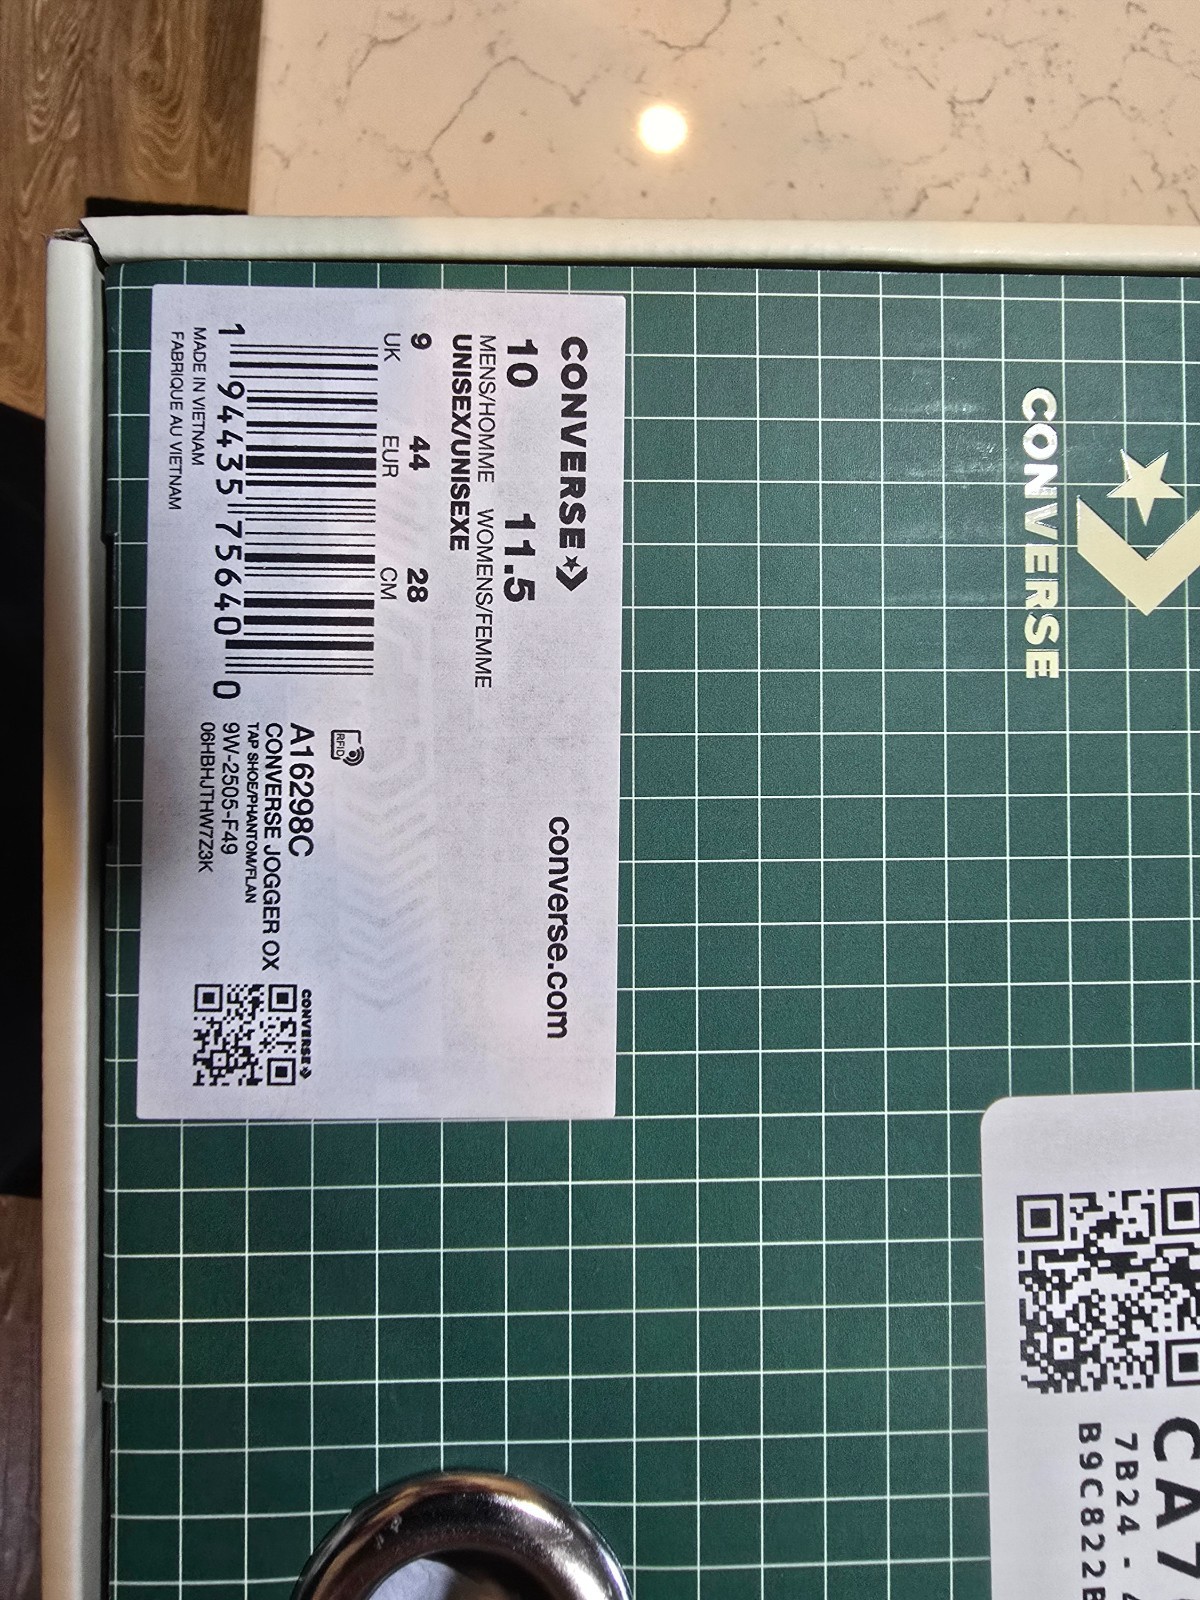 CONVERSE
converse.com
10 11.5
MENS/HOMME WOMENS/FEMME
UNISEX/UNISEXE
9 44 28
UK EUR CM
1 94435 75640 0
MADE IN VIETNAM
FABRIQUE AU VIETNAM
RFID
A16298C
CONVERSE JOGGER OX
TAP SHOE/PHANTOM/FLAN
9W-2505-F49
06HBHJTHW7Z3K
CONVERSE
CONVERSE
CA7
7B24-4
B9C822B